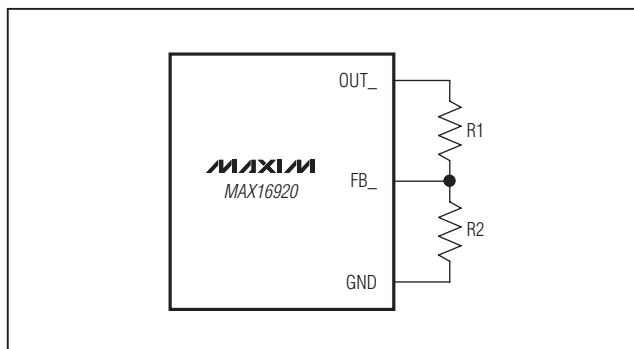 OUT_
R1
MAXIM
MAX16920
FB_
R2
GND